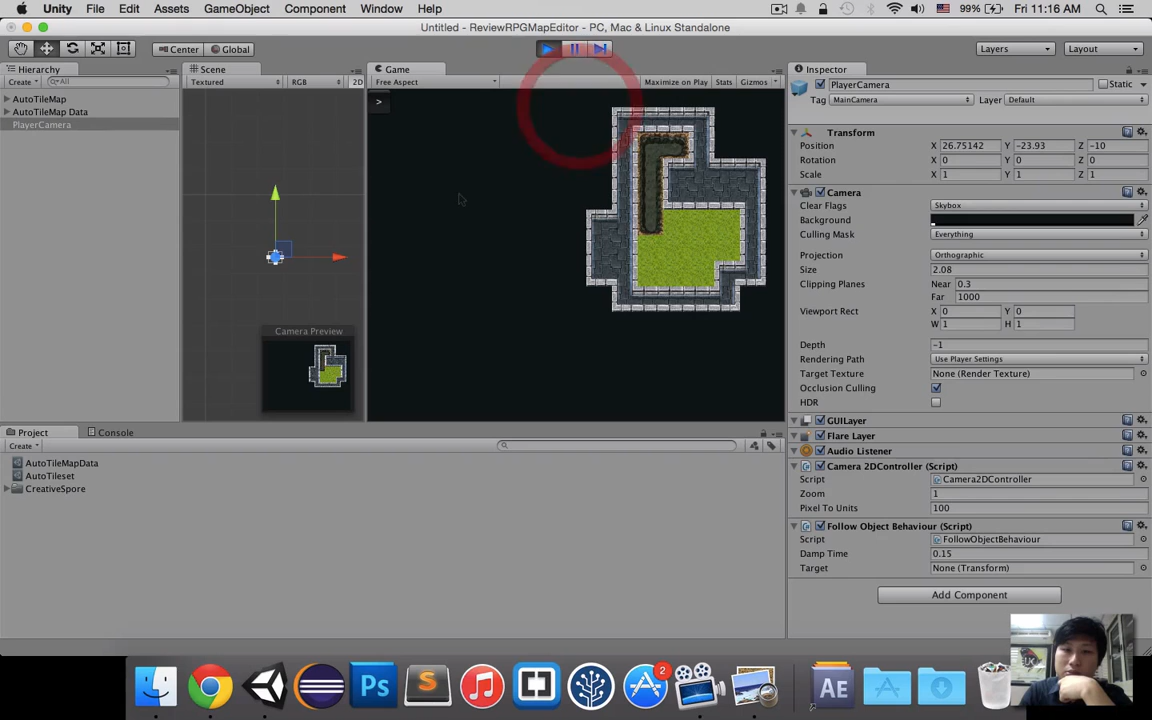 Unity File Edit Assets GameObject Component Window Help 99% Fri 11:16 AM
Untitled - ReviewRPGMapEditor - PC, Mac & Linux Standalone
Center Global Layers Layout
Hierarchy
Create All
AutoTileMap
AutoTileMap Data
PlayerCamera
Scene
Textured RGB 2D
Camera Preview
Game
Free Aspect Maximize on Play Stats Gizmos
>
Inspector
PlayerCamera Static
Tag MainCamera Layer Default
Transform
Position X 26.75142 Y -23.93 Z -10
Rotation X 0 Y 0 Z 0
Scale X 1 Y 1 Z 1
Camera
Clear Flags Skybox
Background
Culling Mask Everything
Projection Orthographic
Size 2.08
Clipping Planes Near 0.3
Far 1000
Viewport Rect X 0 Y 0
W 1 H 1
Depth -1
Rendering Path Use Player Settings
Target Texture None (Render Texture)
Occlusion Culling
HDR
GUILayer
Flare Layer
Audio Listener
Camera 2DController (Script)
Script Camera2DController
Zoom 1
Pixel To Units 100
Follow Object Behaviour (Script)
Script FollowObjectBehaviour
Damp Time 0.15
Target None (Transform)
Add Component
Project Console
Create
AutoTileMapData
AutoTileset
CreativeSpore
Ps S 2 AE